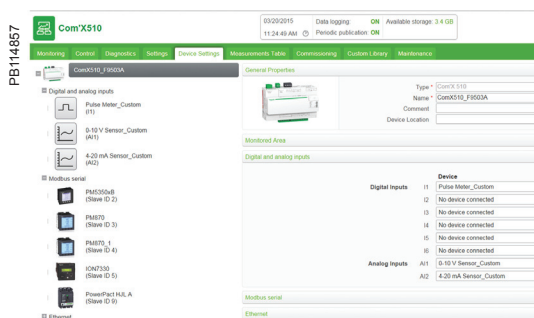 PB114857
Com'X510
03/20/2015 Data logging: ON Available storage: 3.4 GB
11:24:49 AM Periodic publication: ON
Monitoring Control Diagnostics Settings Device Settings Measurements Table Commissioning Custom Library Maintenance
ComX510_F9503A
Digital and analog inputs
Pulse Meter_Custom
(I1)
0-10 V Sensor_Custom
(AI1)
4-20 mA Sensor_Custom
(AI2)
Modbus serial
PM5350xB
(Slave ID 2)
PM870
(Slave ID 3)
PM870_1
(Slave ID 4)
ION7330
(Slave ID 5)
PowerPact HJL A
(Slave ID 9)
Ethernet
General Properties
Type * Com'X 510
Name * ComX510_F9503A
Comment
Device Location
Monitored Area
Digital and analog inputs
Device
Digital Inputs I1 Pulse Meter_Custom
I2 No device connected
I3 No device connected
I4 No device connected
I5 No device connected
I6 No device connected
Analog Inputs AI1 0-10 V Sensor_Custom
AI2 4-20 mA Sensor_Custom
Modbus serial
Ethernet